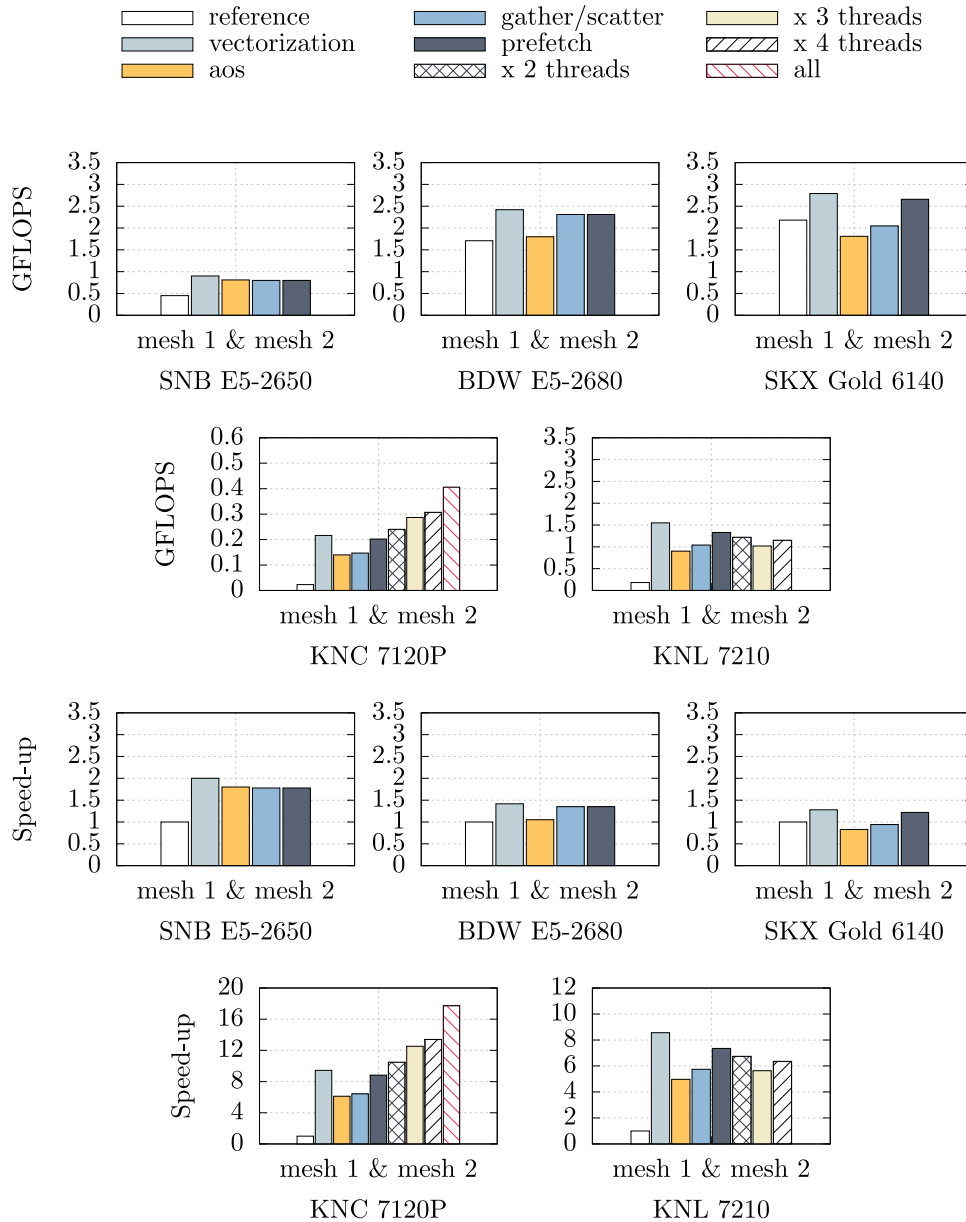 reference
gather/scatter
x 3 threads
vectorization
prefetch
x 4 threads
aos
x 2 threads
all
GFLOPS
3.5
3
2.5
2
1.5
1
0.5
0
mesh 1 & mesh 2
SNB E5-2650
3.5
3
2.5
2
1.5
1
0.5
0
mesh 1 & mesh 2
BDW E5-2680
3.5
3
2.5
2
1.5
1
0.5
0
mesh 1 & mesh 2
SKX Gold 6140
GFLOPS
0.6
0.5
0.4
0.3
0.2
0.1
0
mesh 1 & mesh 2
KNC 7120P
3.5
3
2.5
2
1.5
1
0.5
0
mesh 1 & mesh 2
KNL 7210
Speed-up
3.5
3
2.5
2
1.5
1
0.5
0
mesh 1 & mesh 2
SNB E5-2650
3.5
3
2.5
2
1.5
1
0.5
0
mesh 1 & mesh 2
BDW E5-2680
3.5
3
2.5
2
1.5
1
0.5
0
mesh 1 & mesh 2
SKX Gold 6140
Speed-up
20
16
12
8
4
0
mesh 1 & mesh 2
KNC 7120P
12
10
8
6
4
2
0
mesh 1 & mesh 2
KNL 7210